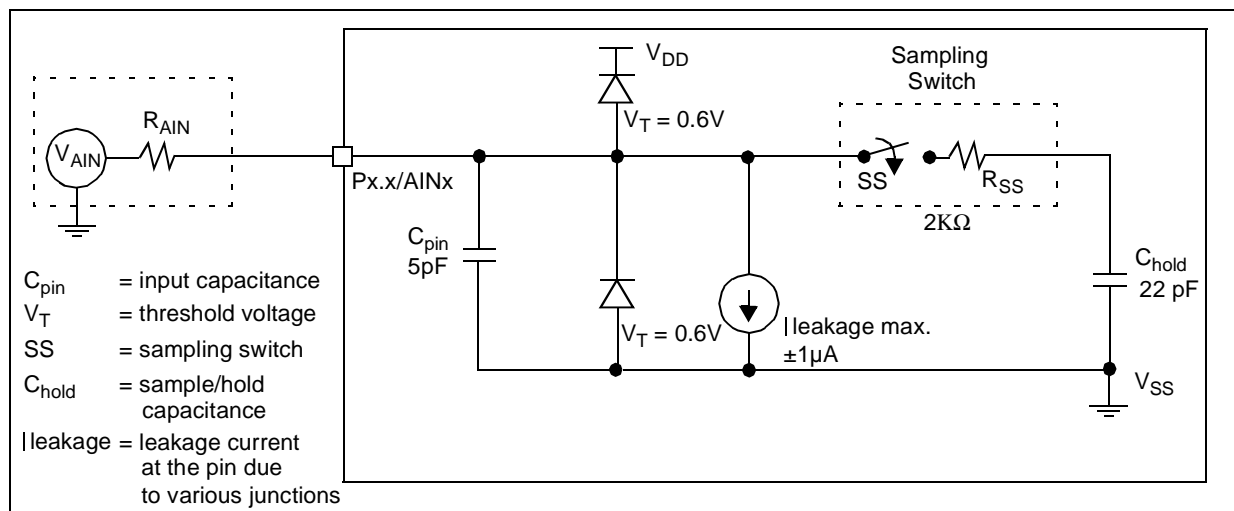 V_DD
Sampling
Switch
R_AIN
V_T = 0.6V
V_AIN
Px.x/AINx
SS
R_SS
2KΩ
C_pin
5pF
C_hold
22 pF
V_T = 0.6V
I leakage max.
±1µA
V_SS
C_pin = input capacitance
V_T = threshold voltage
SS = sampling switch
C_hold = sample/hold
capacitance
I leakage = leakage current
at the pin due
to various junctions